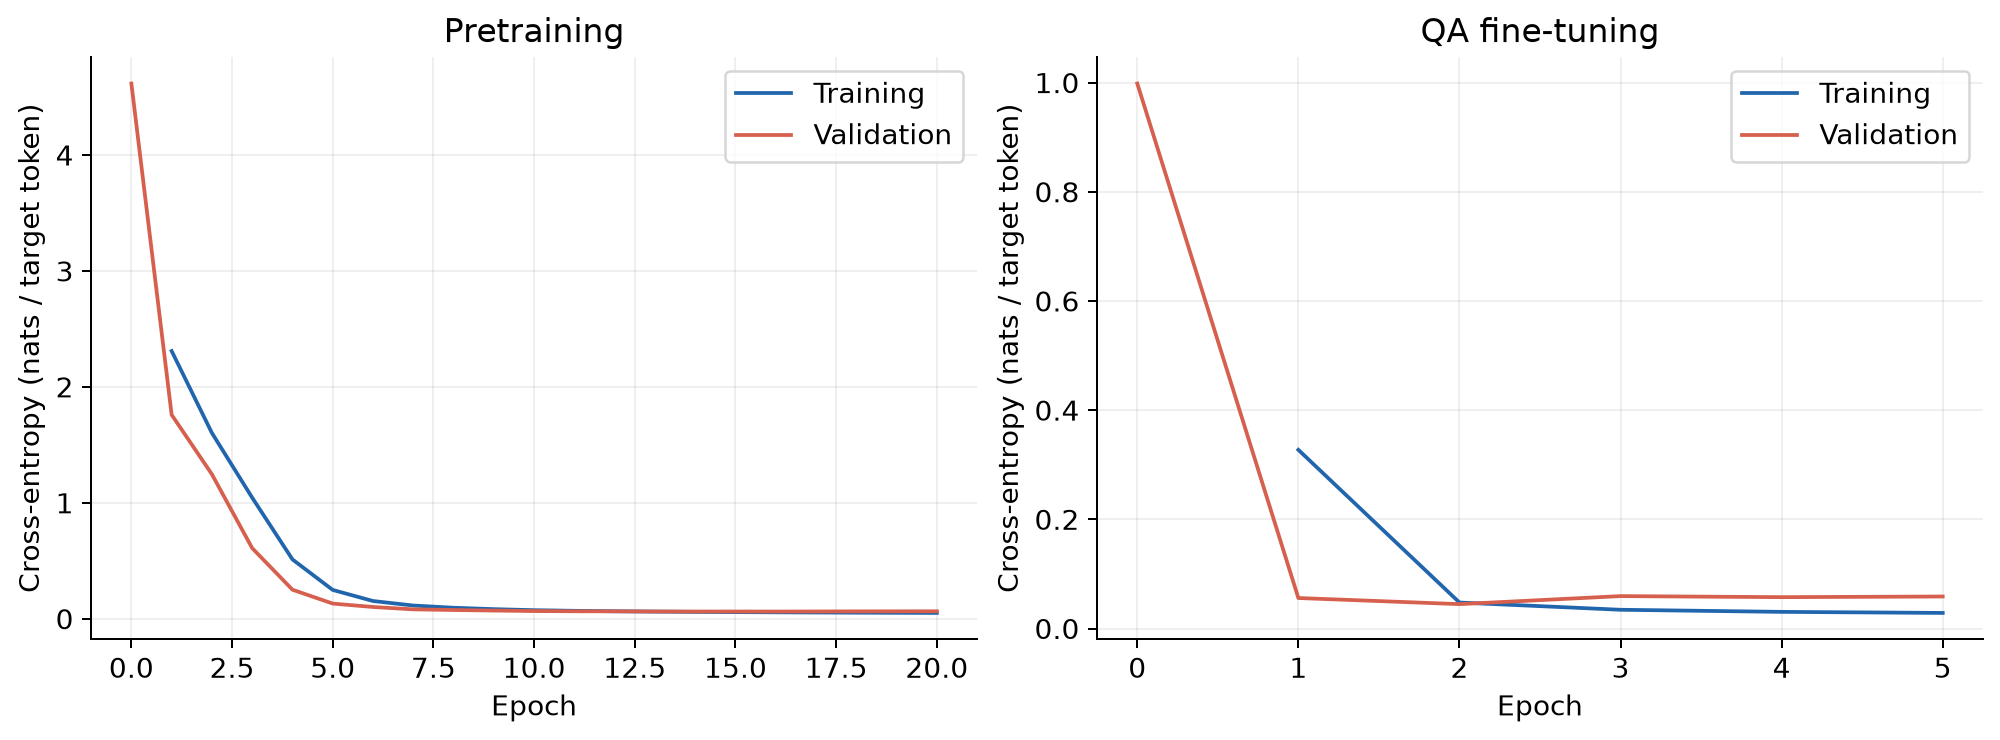 Pretraining
Cross-entropy (nats / target token)
4
3
2
1
0
0.0 2.5 5.0 7.5 10.0 12.5 15.0 17.5 20.0
Epoch
Training
Validation
QA fine-tuning
Cross-entropy (nats / target token)
1.0
0.8
0.6
0.4
0.2
0.0
0 1 2 3 4 5
Epoch
Training
Validation